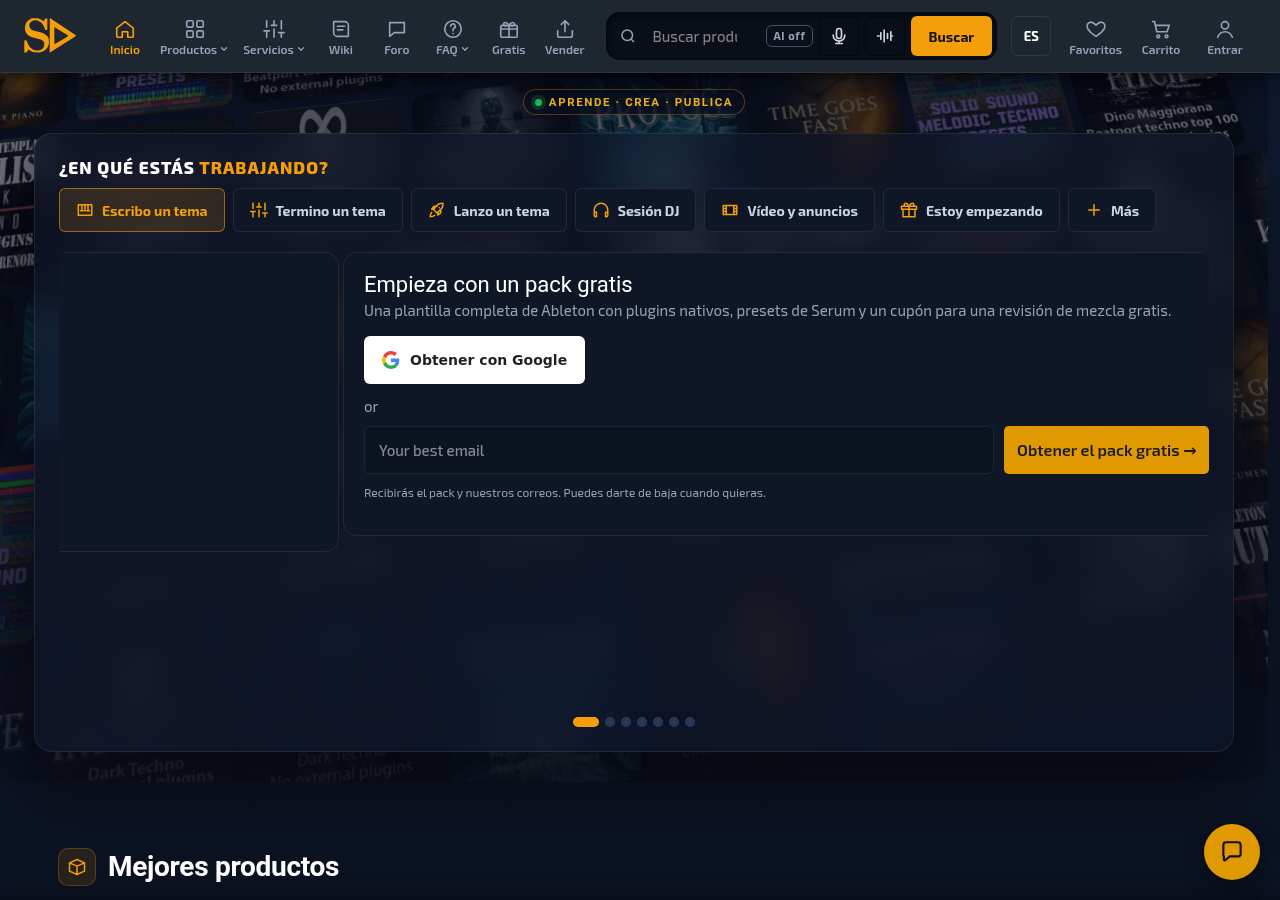 Inicio
Productos
Servicios
Wiki
Foro
FAQ
Gratis
Vender
Buscar produ
AI off
Buscar
ES
Favoritos
Carrito
Entrar
PRESETS
No external plugins
TIME GOES
FAST
SOLID SOUND
MELODIC TECHNO
Dino Maggiorana
Beatport techno top 100
APRENDE · CREA · PUBLICA
¿EN QUÉ ESTÁS TRABAJANDO?
Escribo un tema
Termino un tema
Lanzo un tema
Sesión DJ
Vídeo y anuncios
Estoy empezando
Más
Empieza con un pack gratis
Una plantilla completa de Ableton con plugins nativos, presets de Serum y un cupón para una revisión de mezcla gratis.
Obtener con Google
or
Your best email
Obtener el pack gratis →
Recibirás el pack y nuestros correos. Puedes darte de baja cuando quieras.
Dark Techno
Dark Techno
No external plugins
Mejores productos